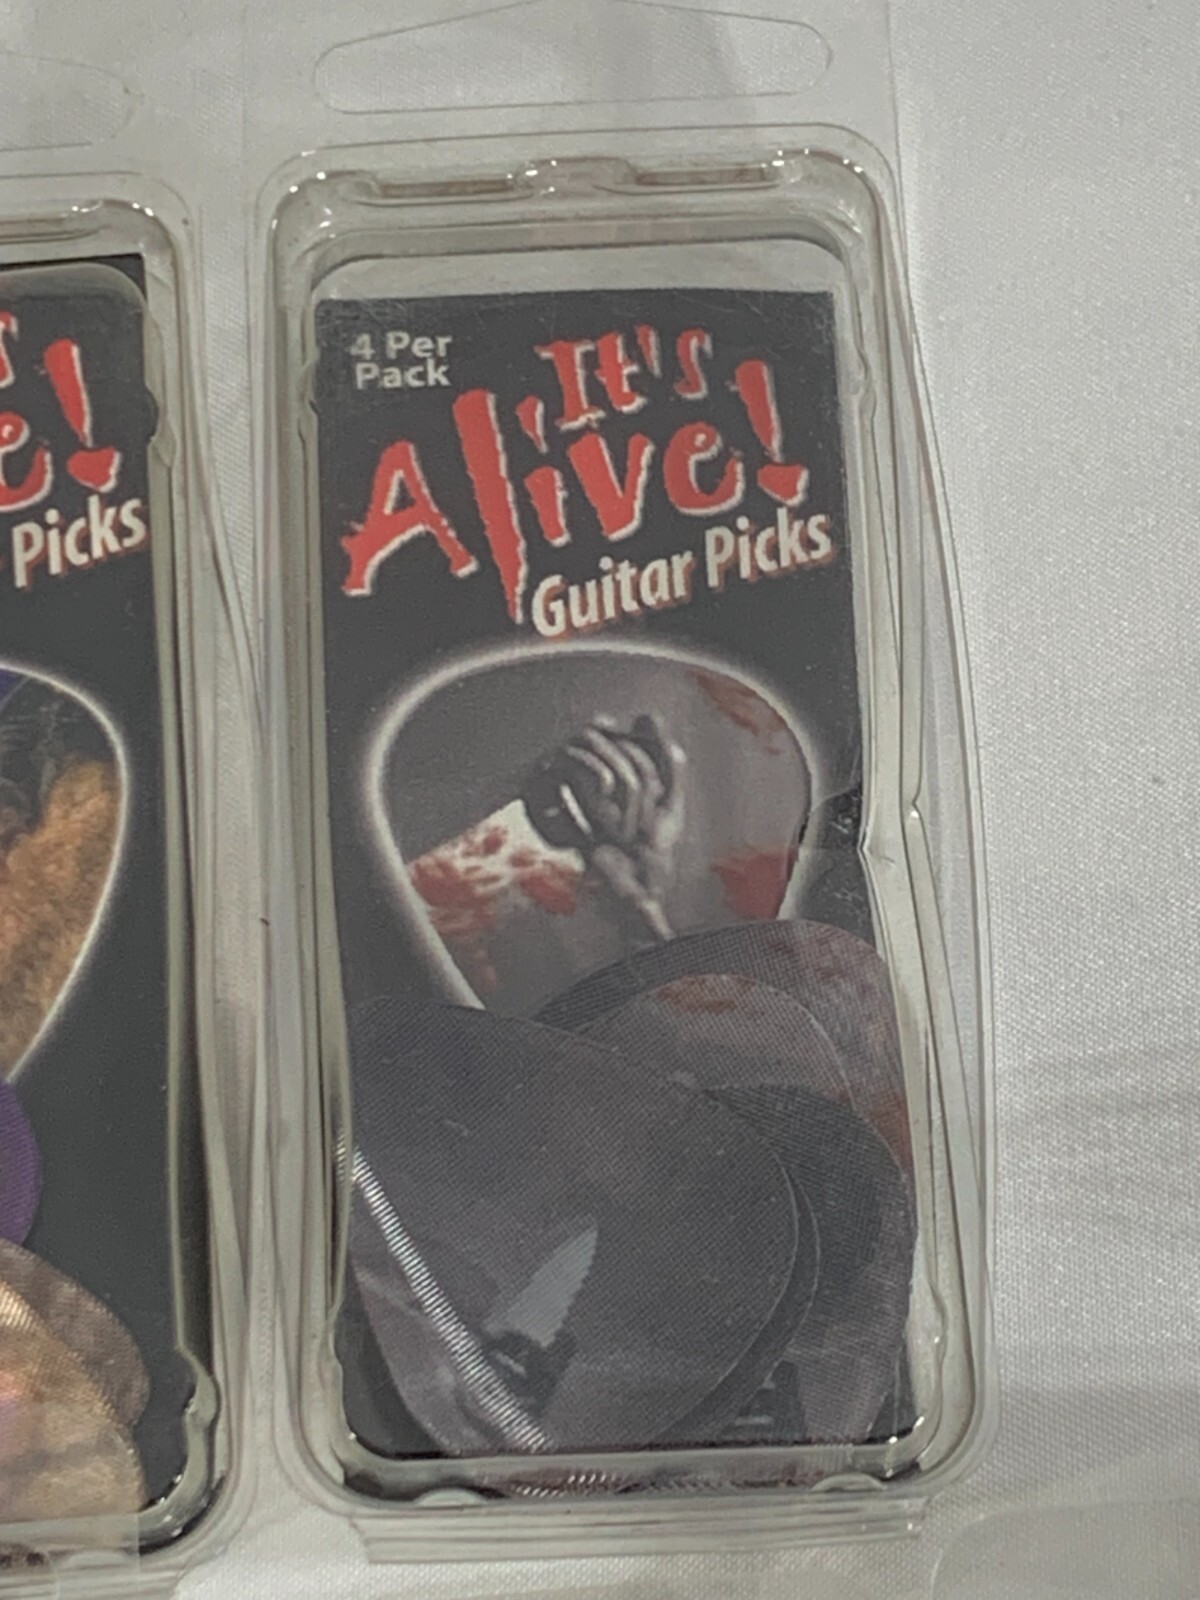 s
e!
Picks
4 Per
Pack
It's
Alive!
Guitar Picks